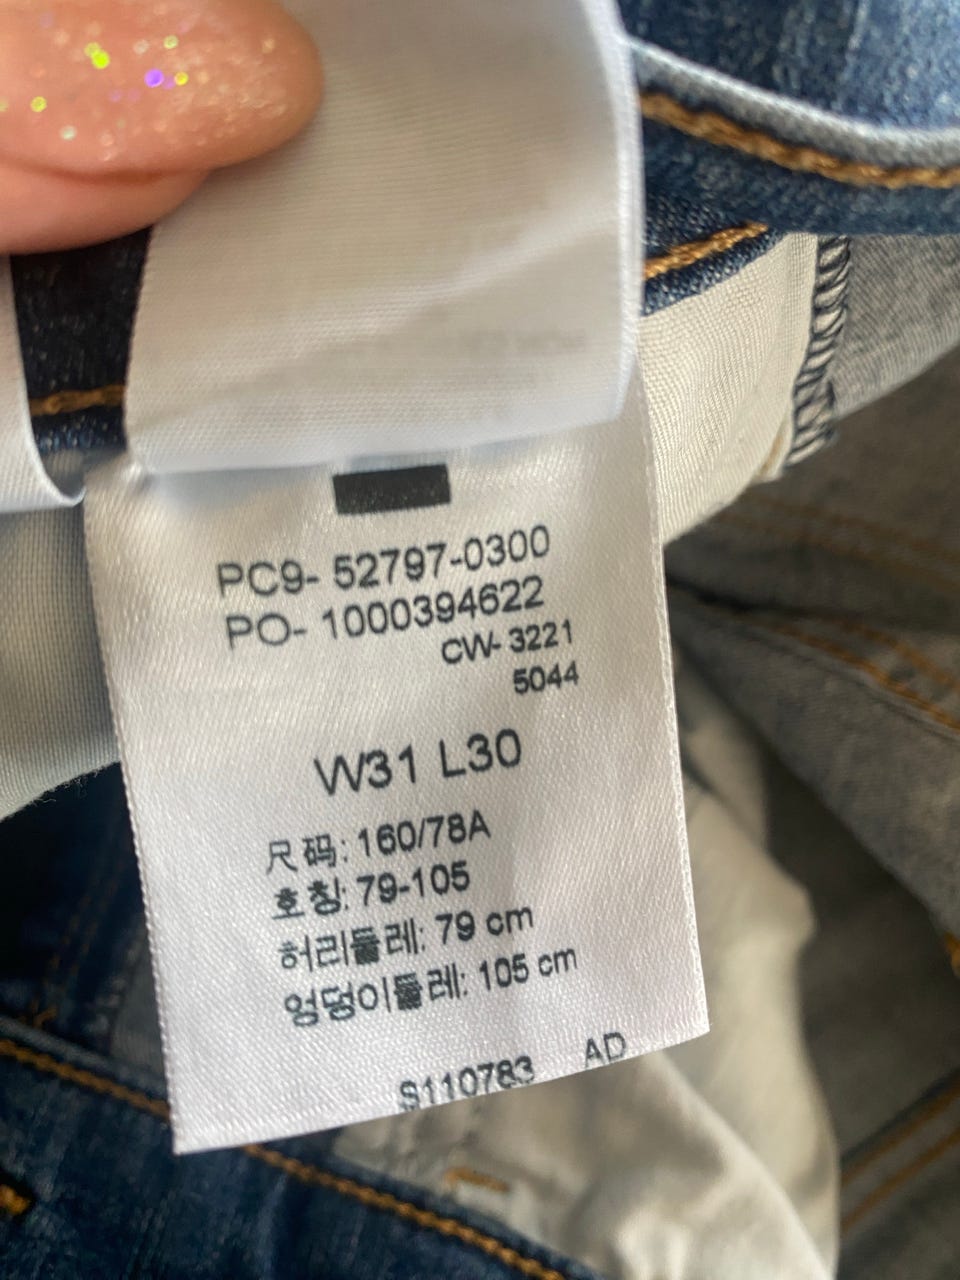 PC9- 52797-0300
PO- 1000394622
CW- 3221
5044
W31 L30
尺码: 160/78A
호칭: 79-105
허리둘레: 79 cm
엉덩이둘레: 105 cm
S110783 AD